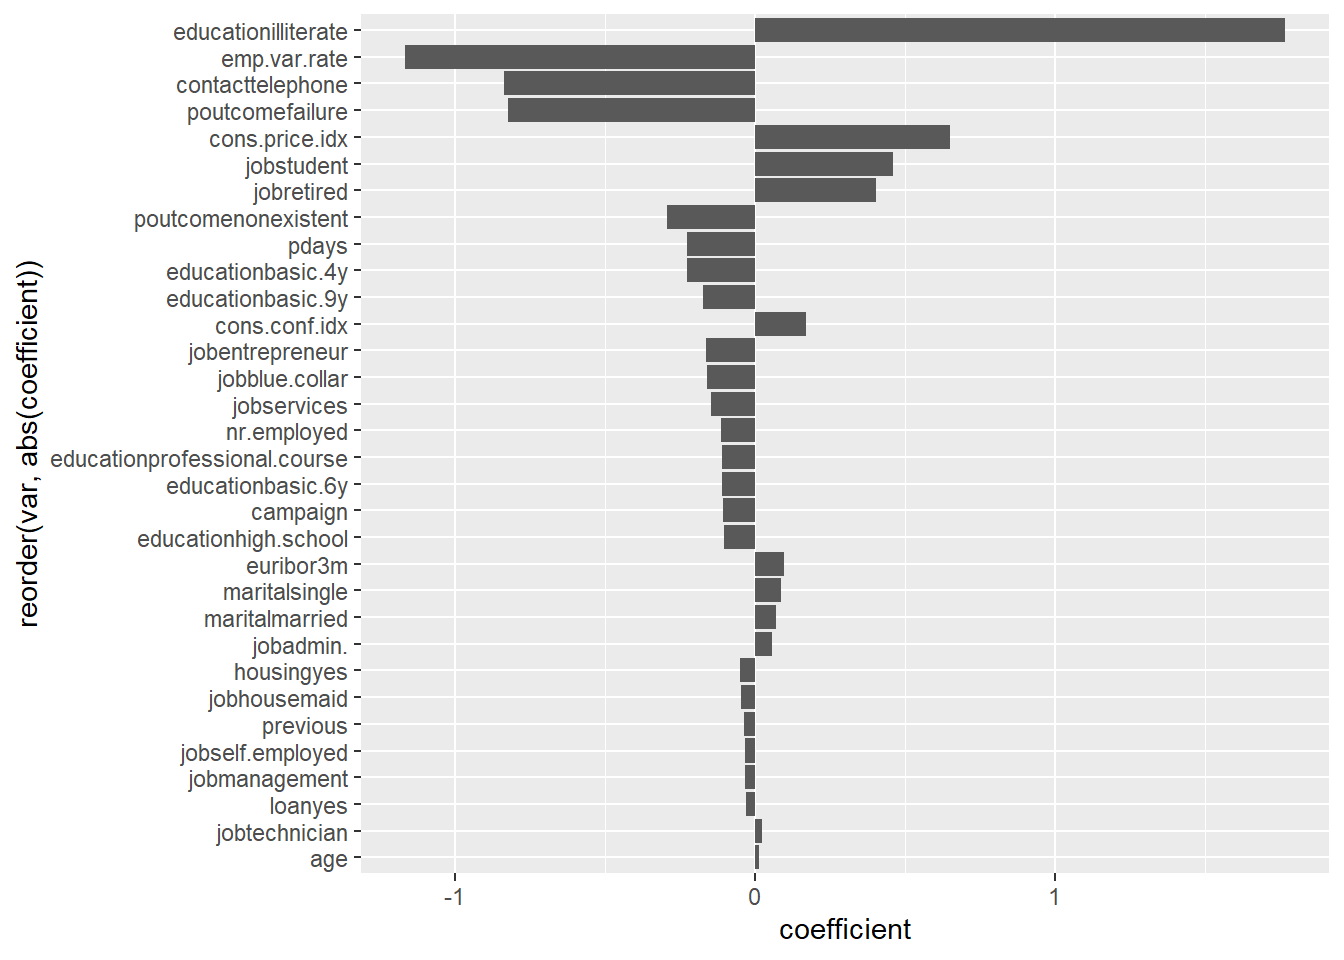 educationilliterate
emp.var.rate
contacttelephone
poutcomefailure
cons.price.idx
jobstudent
jobretired
poutcomenonexistent
pdays
educationbasic.4y
educationbasic.9y
cons.conf.idx
jobentrepreneur
jobblue.collar
jobservices
nr.employed
educationprofessional.course
educationbasic.6y
campaign
educationhigh.school
euribor3m
maritalsingle
maritalmarried
jobadmin.
housingyes
jobhousemaid
previous
jobself.employed
jobmanagement
loanyes
jobtechnician
age
reorder(var, abs(coefficient))
-1 0 1
coefficient